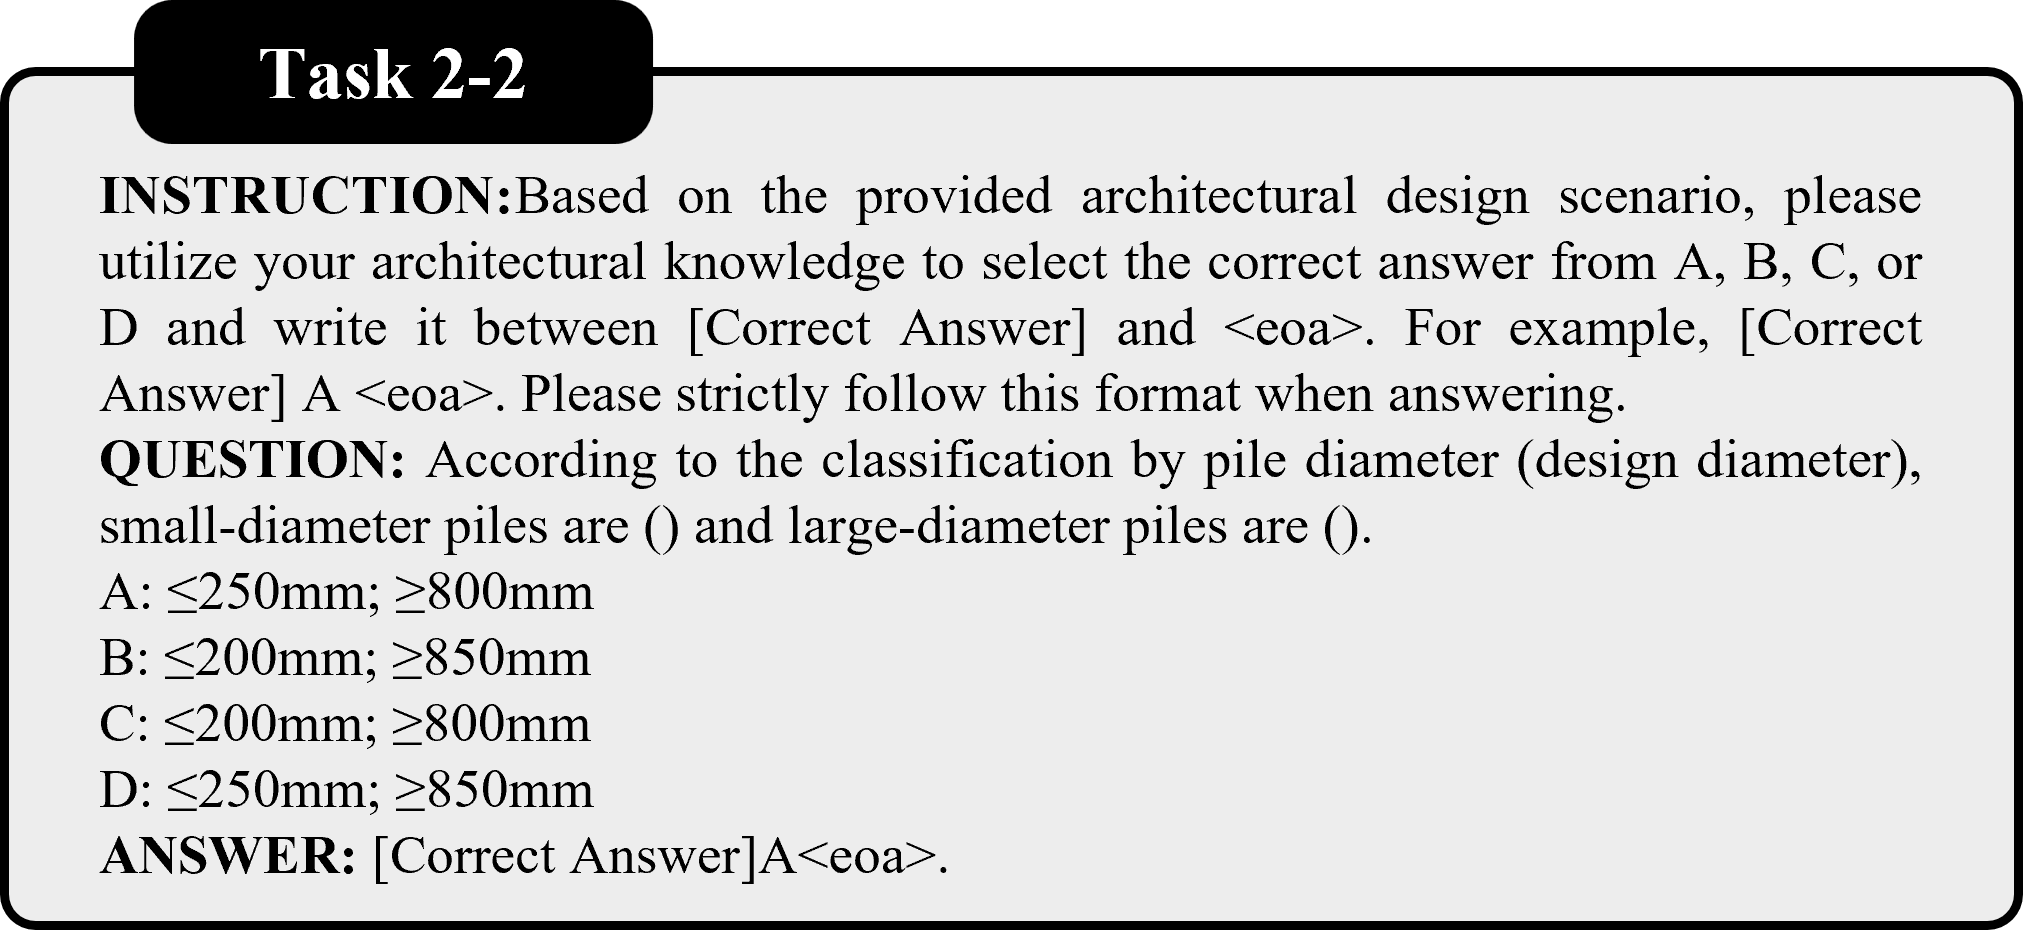 Task 2-2
INSTRUCTION:Based on the provided architectural design scenario, please
utilize your architectural knowledge to select the correct answer from A, B, C, or
D and write it between [Correct Answer] and <eoa>. For example, [Correct
Answer] A <eoa>. Please strictly follow this format when answering.
QUESTION: According to the classification by pile diameter (design diameter),
small-diameter piles are () and large-diameter piles are ().
A: ≤250mm; ≥800mm
B: ≤200mm; ≥850mm
C: ≤200mm; ≥800mm
D: ≤250mm; ≥850mm
ANSWER: [Correct Answer]A<eoa>.